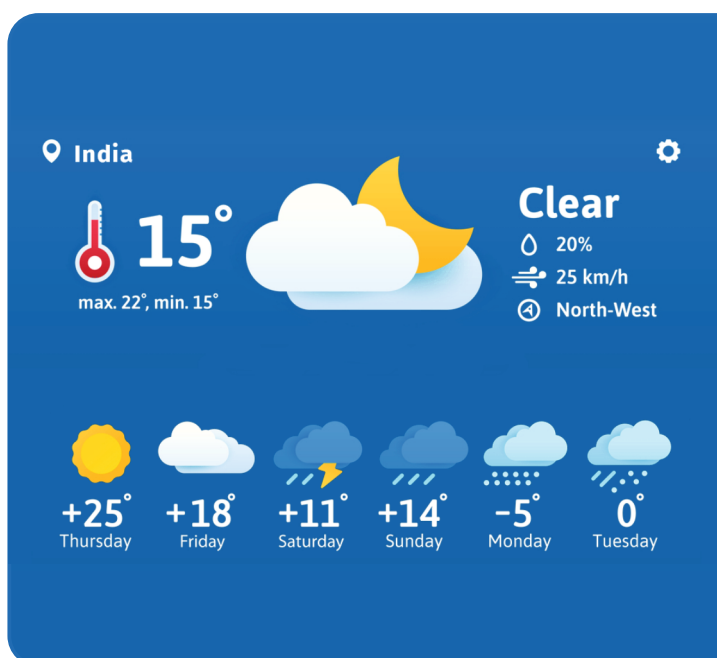 India
15°
max. 22°, min. 15°
Clear
20%
25 km/h
North-West
+25° +18° +11° +14° -5° 0°
Thursday Friday Saturday Sunday Monday Tuesday